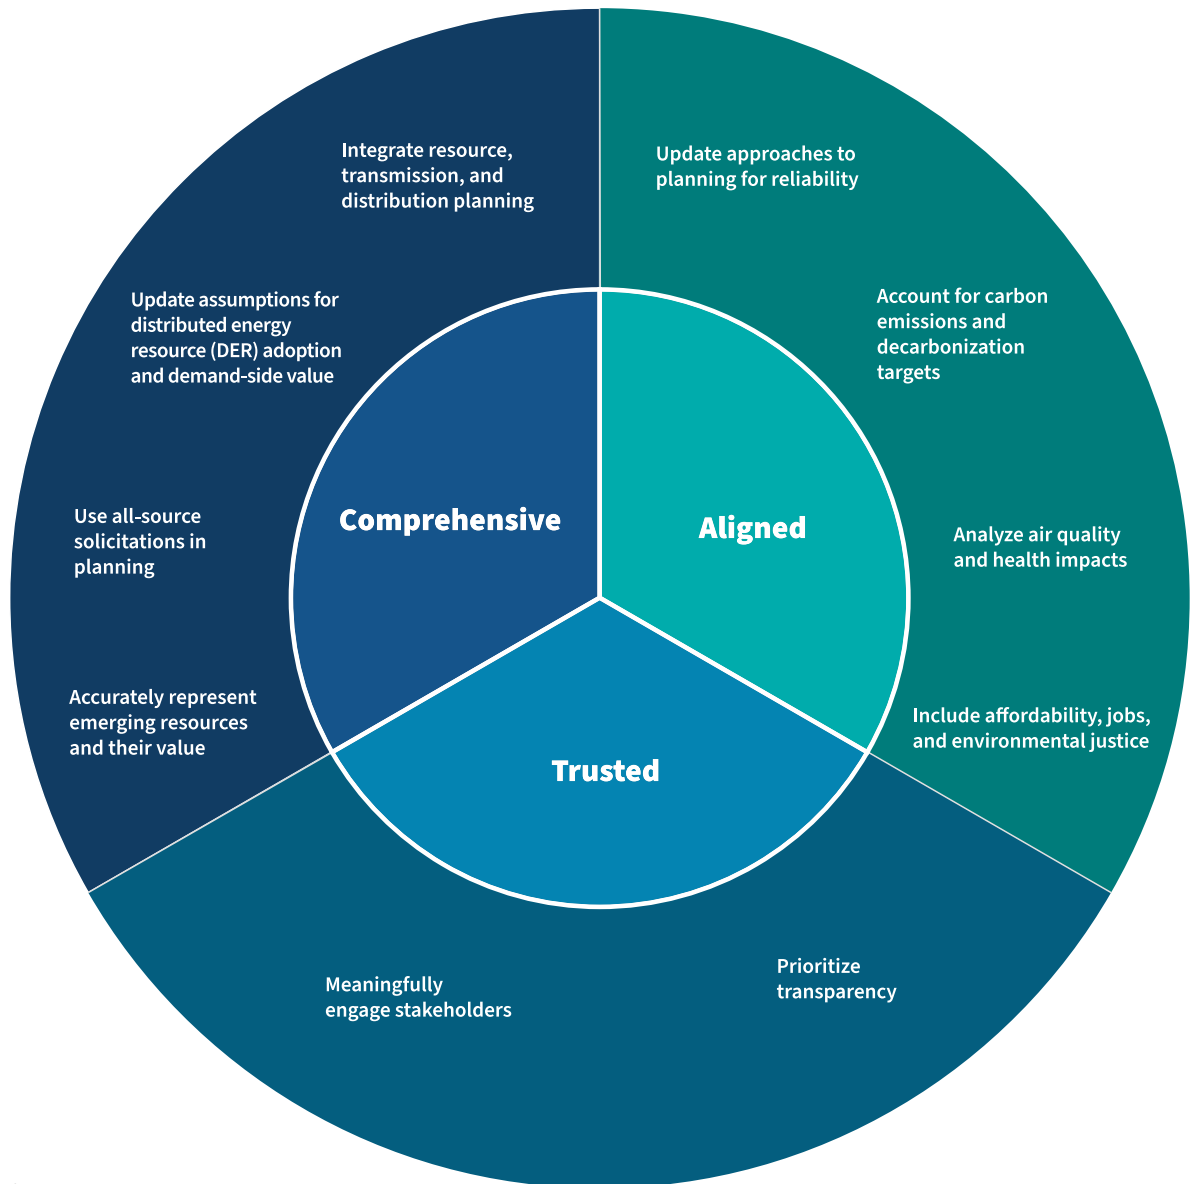 Integrate resource,
transmission, and
distribution planning
Update assumptions for
distributed energy
resource (DER) adoption
and demand-side value
Use all-source
solicitations in
planning
Accurately represent
emerging resources
and their value
Comprehensive
Update approaches to
planning for reliability
Account for carbon
emissions and
decarbonization
targets
Analyze air quality
and health impacts
Include affordability, jobs,
and environmental justice
Aligned
Trusted
Meaningfully
engage stakeholders
Prioritize
transparency